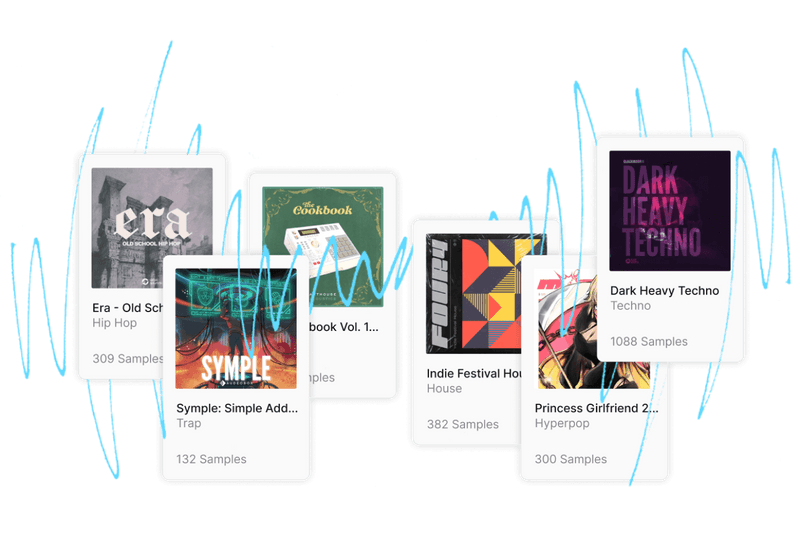 era
OLD SCHOOL HIP HOP
Era - Old Sch
Hip Hop
309 Samples
SYMPLE
Symple: Simple Add...
Trap
132 Samples
The
Cookbook
book Vol. 1...
ples
Indie Festival Hou
House
382 Samples
Princess Girlfriend 2...
Hyperpop
300 Samples
DARK
HEAVY
TECHNO
Dark Heavy Techno
Techno
1088 Samples